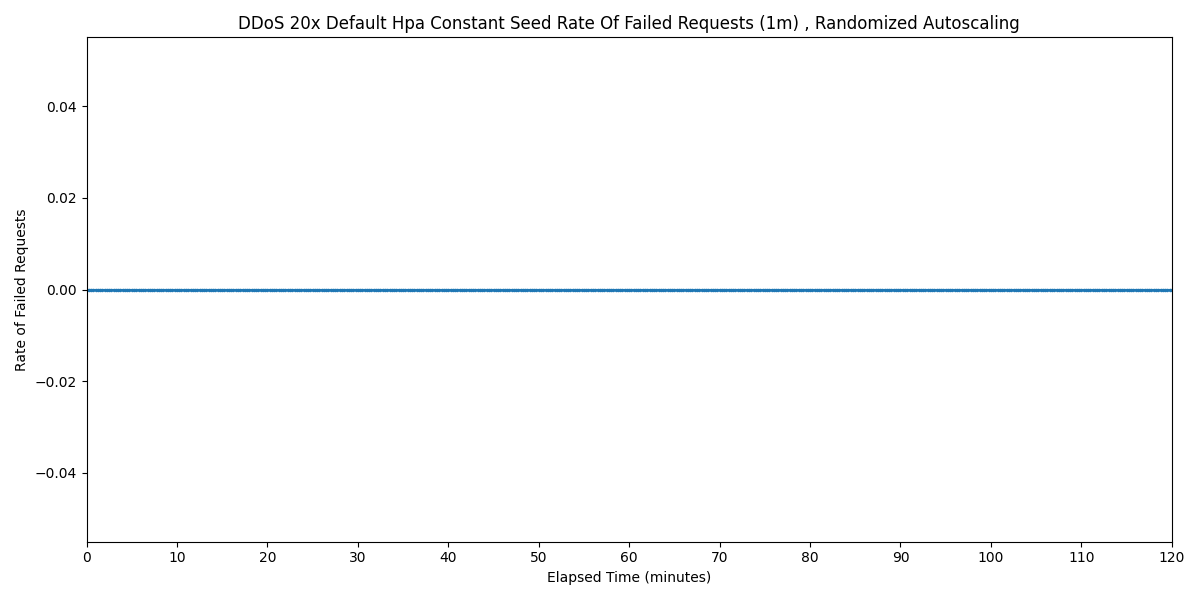 DDoS 20x Default Hpa Constant Seed Rate Of Failed Requests (1m) , Randomized Autoscaling
Rate of Failed Requests
0.04
0.02
0.00
−0.02
−0.04
0 10 20 30 40 50 60 70 80 90 100 110 120
Elapsed Time (minutes)